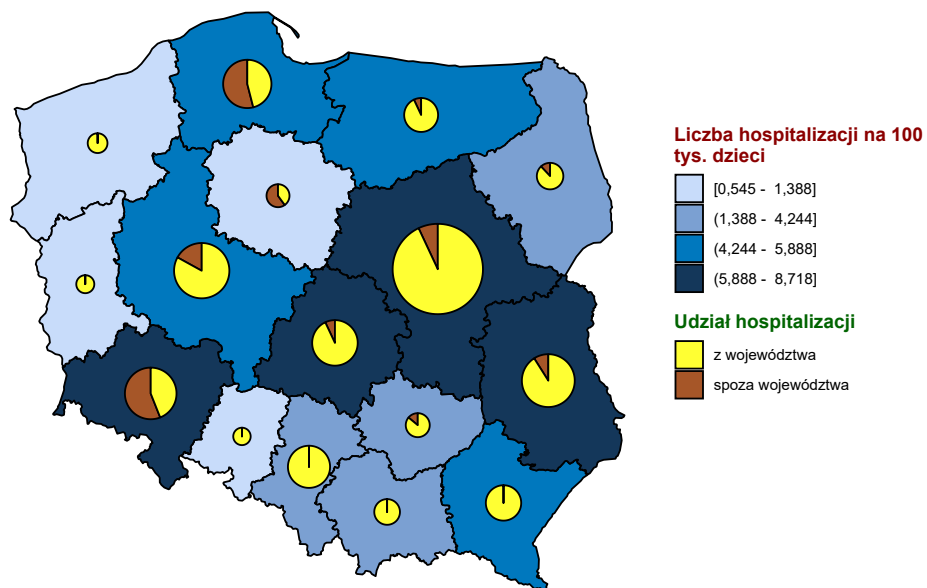 Liczba hospitalizacji na 100
tys. dzieci
[0,545 - 1,388]
(1,388 - 4,244]
(4,244 - 5,888]
(5,888 - 8,718]
Udział hospitalizacji
z województwa
spoza województwa